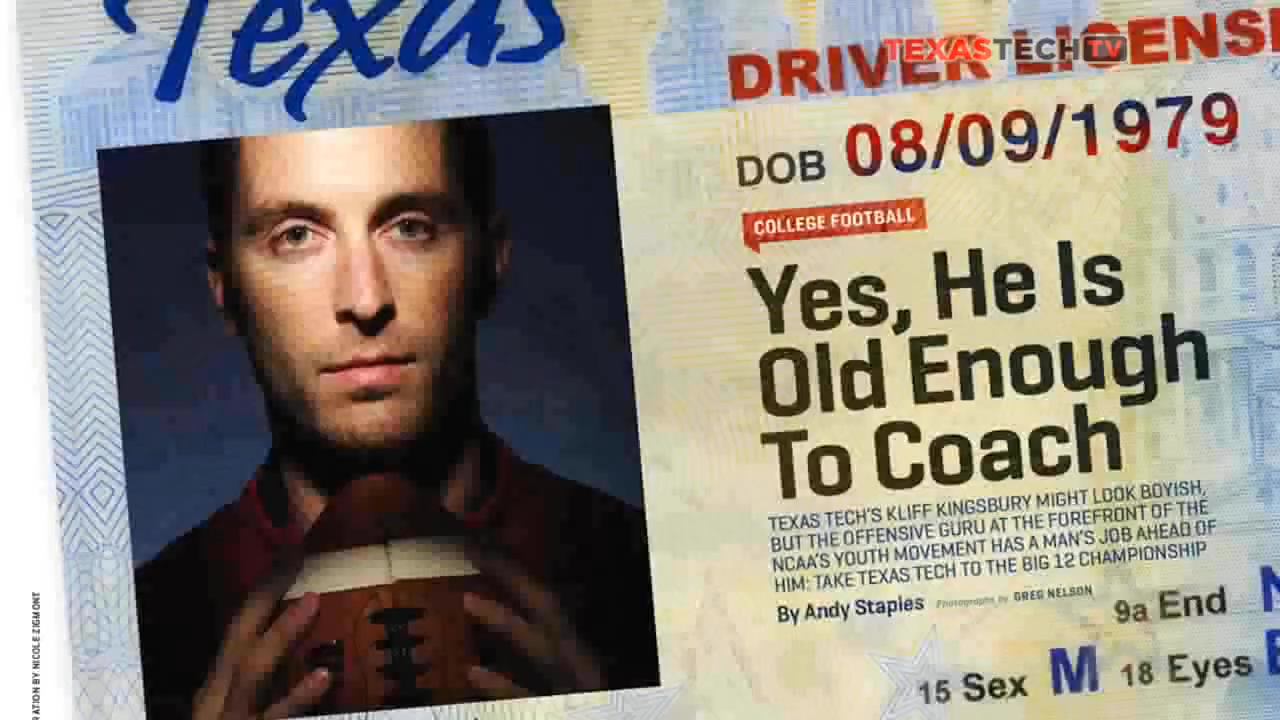 Texas
DRIVER LICENSE
TEXASTECHTV
DOB 08/09/1979
COLLEGE FOOTBALL
Yes, He Is
Old Enough
To Coach
TEXAS TECH'S KLIFF KINGSBURY MIGHT LOOK BOYISH,
BUT THE OFFENSIVE GURU AT THE FOREFRONT OF THE
NCAA'S YOUTH MOVEMENT HAS A MAN'S JOB AHEAD OF
HIM: TAKE TEXAS TECH TO THE BIG 12 CHAMPIONSHIP
By Andy Staples Photographs by GREG NELSON
9a End
15 Sex M 18 Eyes
RATION BY NICOLE ZIGMONT